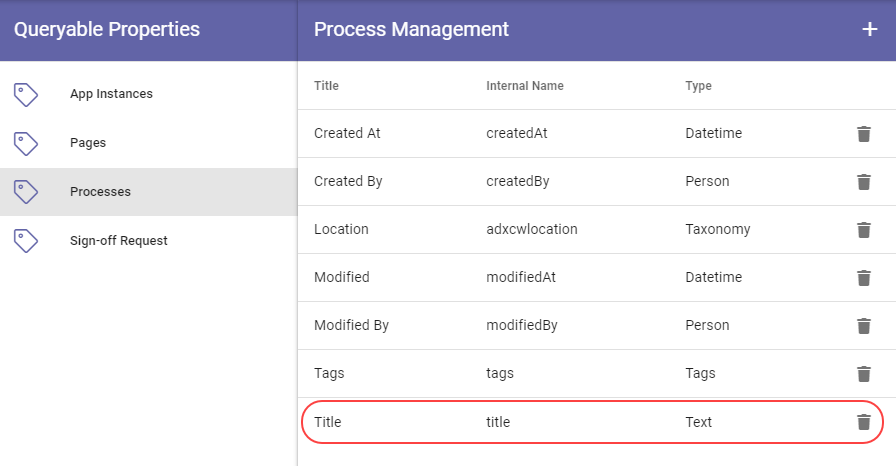 Queryable Properties
App Instances
Pages
Processes
Sign-off Request
Process Management
Title Internal Name Type
Created At createdAt Datetime
Created By createdBy Person
Location adxcwlocation Taxonomy
Modified modifiedAt Datetime
Modified By modifiedBy Person
Tags tags Tags
Title title Text